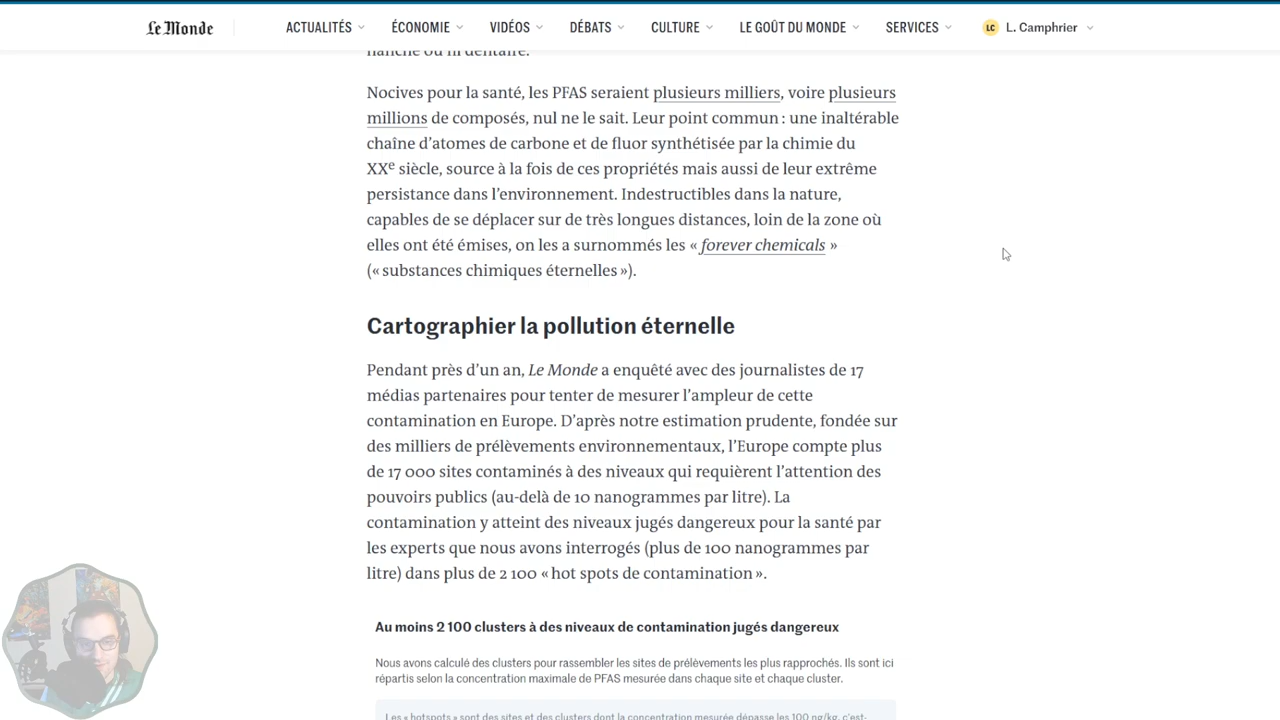 Le Monde
ACTUALITÉS
ÉCONOMIE
VIDÉOS
DÉBATS
CULTURE
LE GOÛT DU MONDE
SERVICES
LC
L. Camphrier
hanche ou fil dentaire.
Nocives pour la santé, les PFAS seraient plusieurs milliers, voire plusieurs
millions de composés, nul ne le sait. Leur point commun : une inaltérable
chaîne d’atomes de carbone et de fluor synthétisée par la chimie du
XXe siècle, source à la fois de ces propriétés mais aussi de leur extrême
persistance dans l’environnement. Indestructibles dans la nature,
capables de se déplacer sur de très longues distances, loin de la zone où
elles ont été émises, on les a surnommés les « forever chemicals »
(« substances chimiques éternelles »).
Cartographier la pollution éternelle
Pendant près d’un an, Le Monde a enquêté avec des journalistes de 17
médias partenaires pour tenter de mesurer l’ampleur de cette
contamination en Europe. D’après notre estimation prudente, fondée sur
des milliers de prélèvements environnementaux, l’Europe compte plus
de 17 000 sites contaminés à des niveaux qui requièrent l’attention des
pouvoirs publics (au-delà de 10 nanogrammes par litre). La
contamination y atteint des niveaux jugés dangereux pour la santé par
les experts que nous avons interrogés (plus de 100 nanogrammes par
litre) dans plus de 2 100 « hot spots de contamination ».
Au moins 2 100 clusters à des niveaux de contamination jugés dangereux
Nous avons calculé des clusters pour rassembler les sites de prélèvements les plus rapprochés. Ils sont ici
répartis selon la concentration maximale de PFAS mesurée dans chaque site et chaque cluster.
Les « hotspots » sont des sites et des clusters dont la concentration mesurée dépasse les 100 ng/kg, c’est-